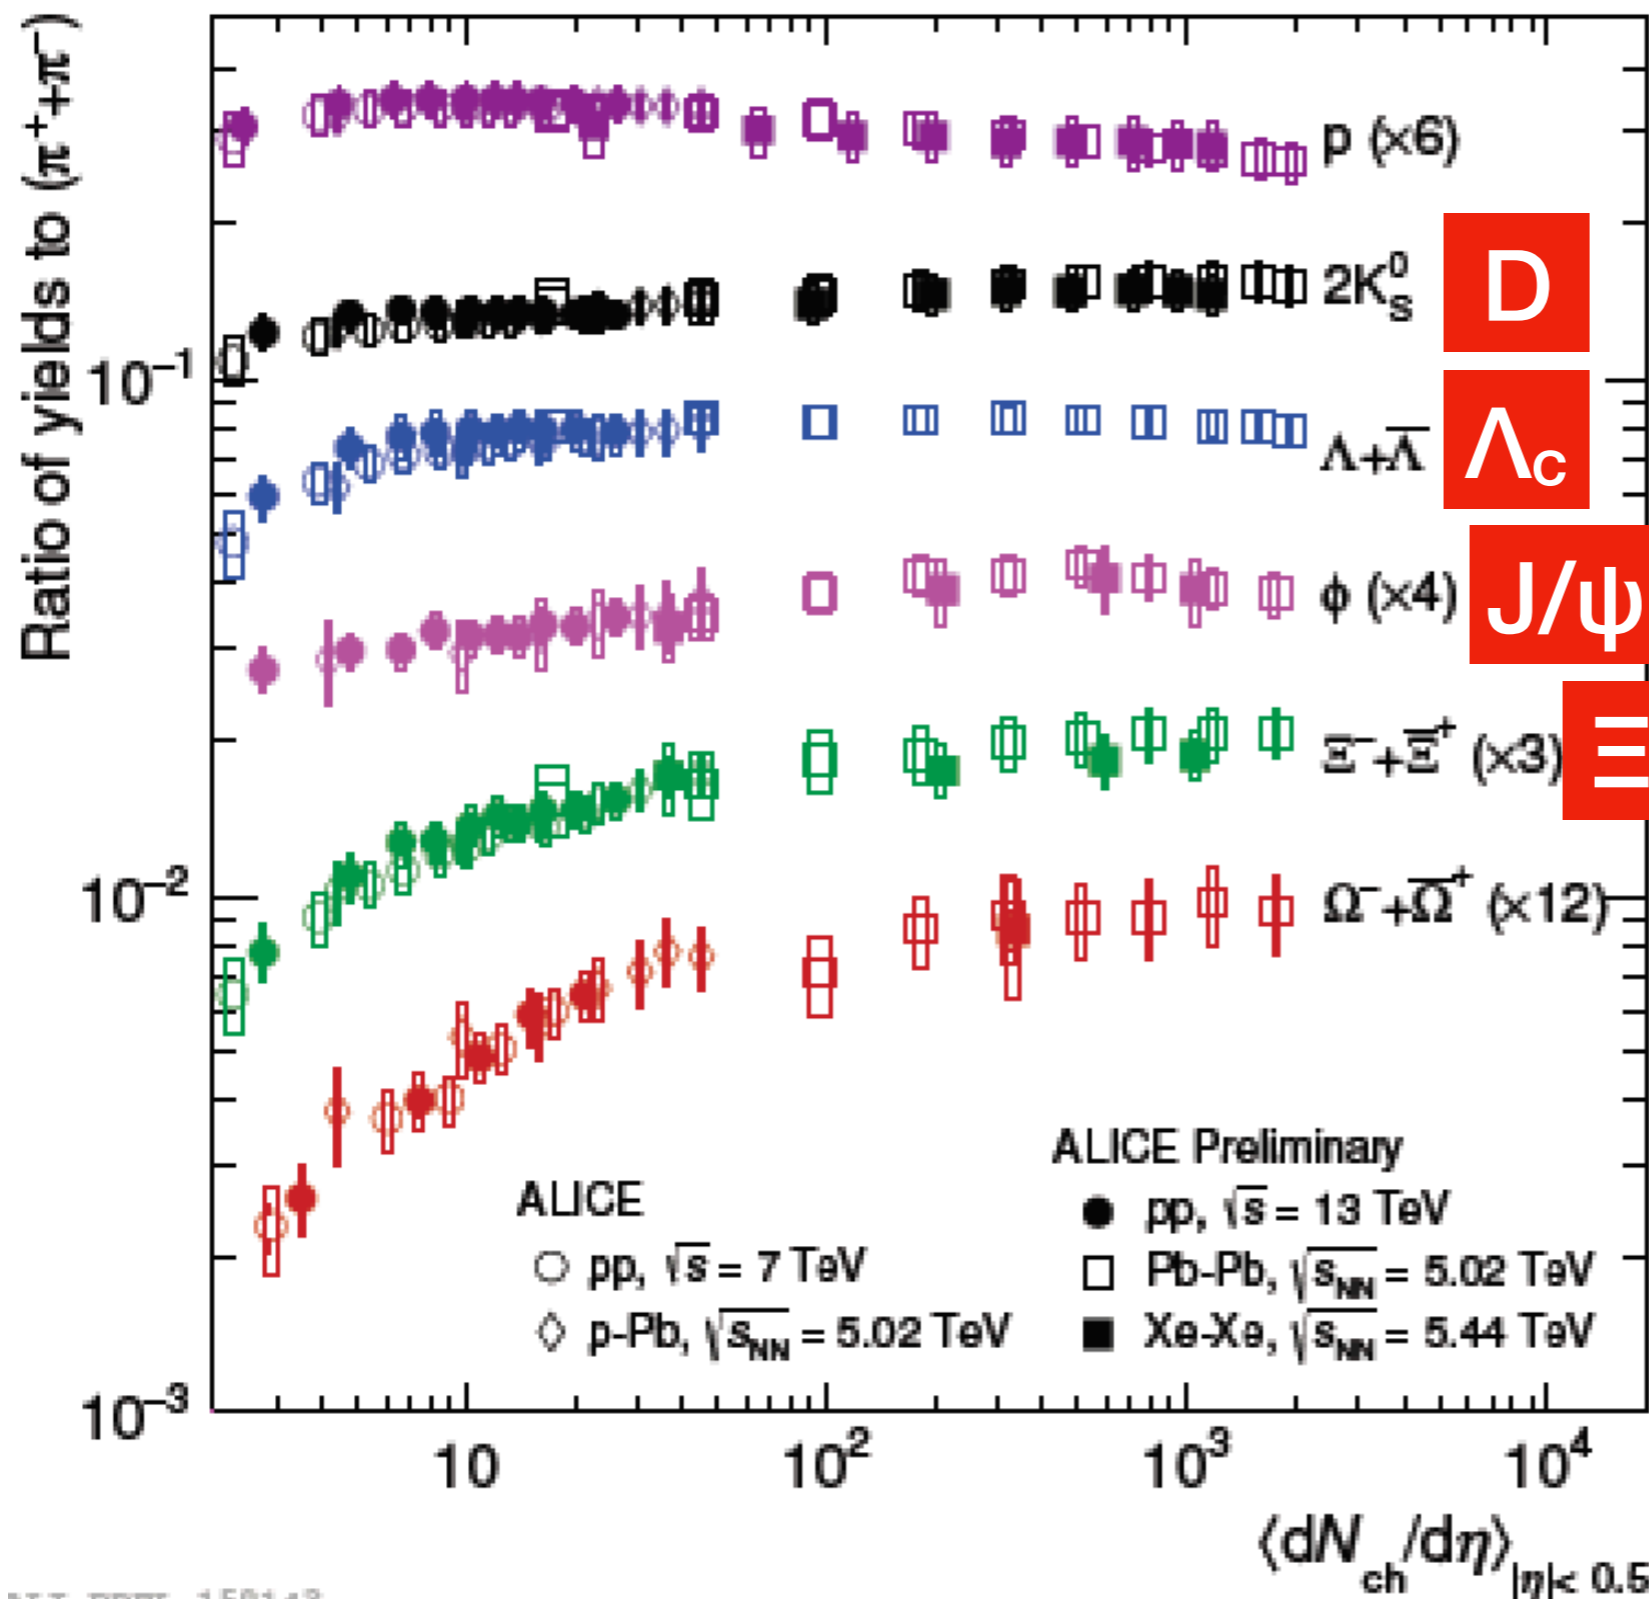 Ratio of yields to (π⁺+π⁻)
p (×6)
2K⁰ₛ
D
10⁻¹
Λ+Λ̅
Λc
ϕ (×4)
J/ψ
Ξ⁻+Ξ̅⁺ (×3)
Ξ
10⁻²
Ω⁻+Ω̅⁺ (×12)
ALICE
pp, √s = 7 TeV
p-Pb, √sNN = 5.02 TeV
ALICE Preliminary
pp, √s = 13 TeV
Pb-Pb, √sNN = 5.02 TeV
Xe-Xe, √sNN = 5.44 TeV
10⁻³
10 10² 10³ 10⁴
⟨dNch/dη⟩|η|< 0.5